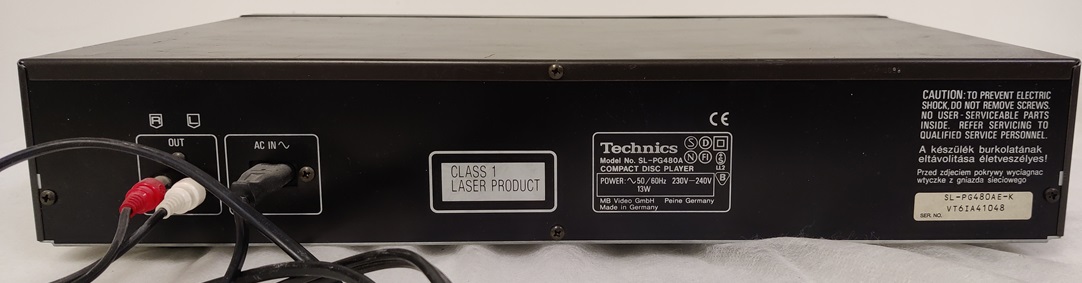 R L
OUT
AC IN ~
CLASS 1
LASER PRODUCT
CE
Technics
Model No. SL-PG480A
COMPACT DISC PLAYER
S D
N FI
B
POWER: ~50/60Hz 230V–240V
13W
MB Video GmbH Peine Germany
Made in Germany
CAUTION: TO PREVENT ELECTRIC
SHOCK, DO NOT REMOVE SCREWS.
NO USER-SERVICEABLE PARTS
INSIDE. REFER SERVICING TO
QUALIFIED SERVICE PERSONNEL.
A készülék burkolatának
eltávolítása életveszélyes!
Przed zdjeciem pokrywy wyciagnac
wtyczke z gniazda sieciowego
SL-PG480AE-K
VT6IA41048
SER. NO.